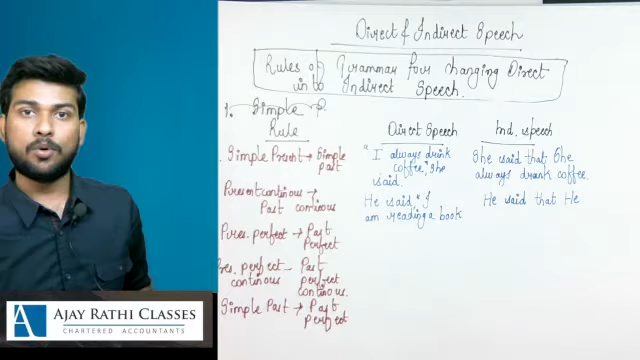 Direct & Indirect Speech
Rules of Grammar for hanging Direct
into Indirect Speech.
1. Simple P
Rule
Direct Speech
Ind. speech
Simple Present → Simple
past
"I always drink
coffee, "She
said.
She said that She
always drank coffee.
Present continous →
Past continous
He said, "I
am reading a book
He said that He
Pres. perfect → Past
Perfect
Pres. perfect – Past
continous perfect
continous.
Simple Past → Past
perfect
A
AJAY RATHI CLASSES
CHARTERED ACCOUNTANTS